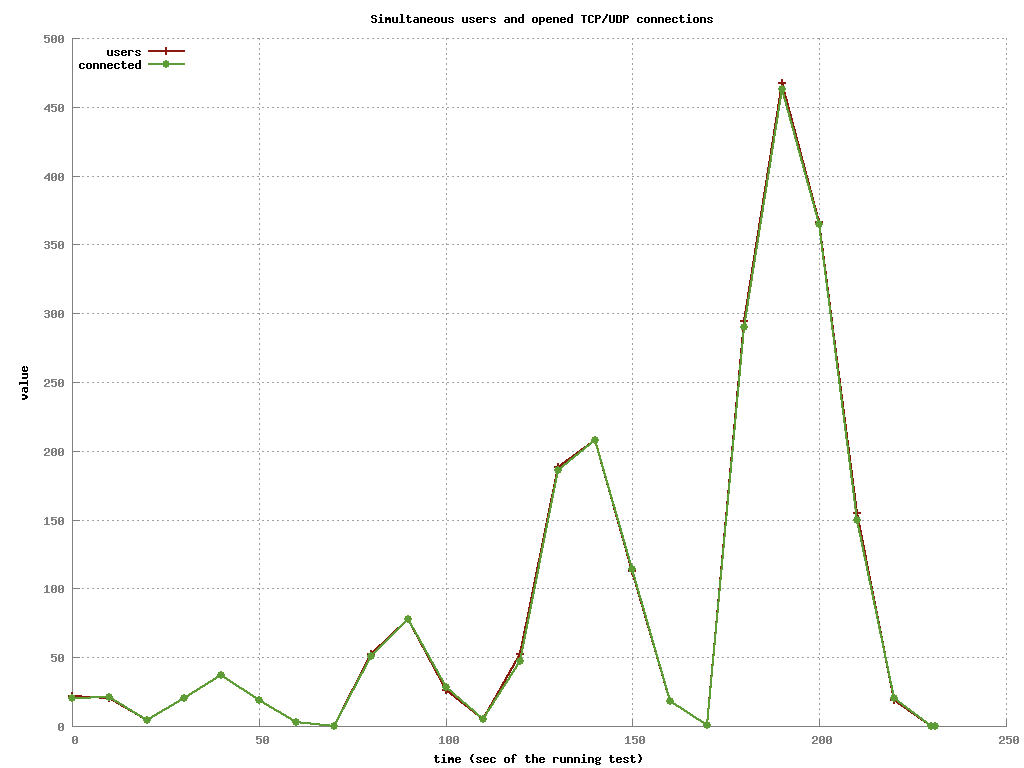 Simultaneous users and opened TCP/UDP connections
500
users
connected
450
400
350
300
250
value
200
150
100
50
0
0 50 100 150 200 250
time (sec of the running test)